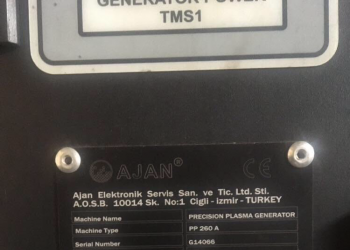 GENERATOR POWER
TMS1
AJAN® CE
Ajan Elektronik Servis San. ve Tic. Ltd. Sti.
A.O.S.B. 10014 Sk. No:1 Cigli - Izmir - TURKEY
Machine Name PRECISION PLASMA GENERATOR
Machine Type PP 260 A
Serial Number G14066